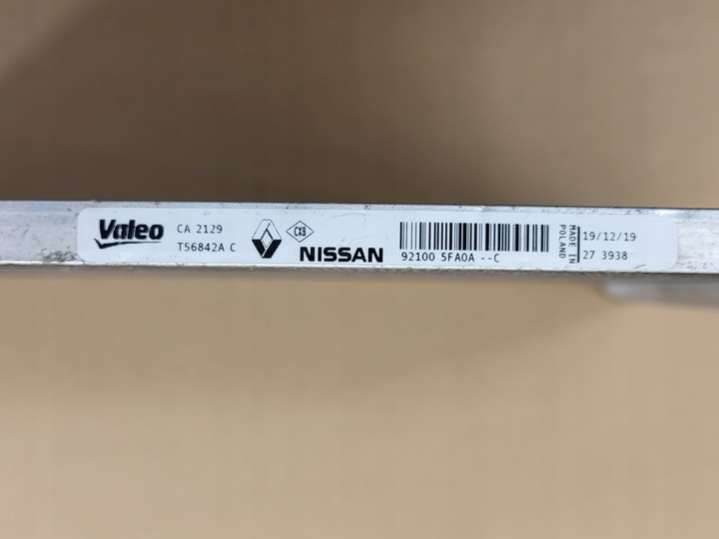 Valeo
CA 2129
T56842A C
NISSAN
92100 5FA0A --C
MADE IN
POLAND
19/12/19
27 3938